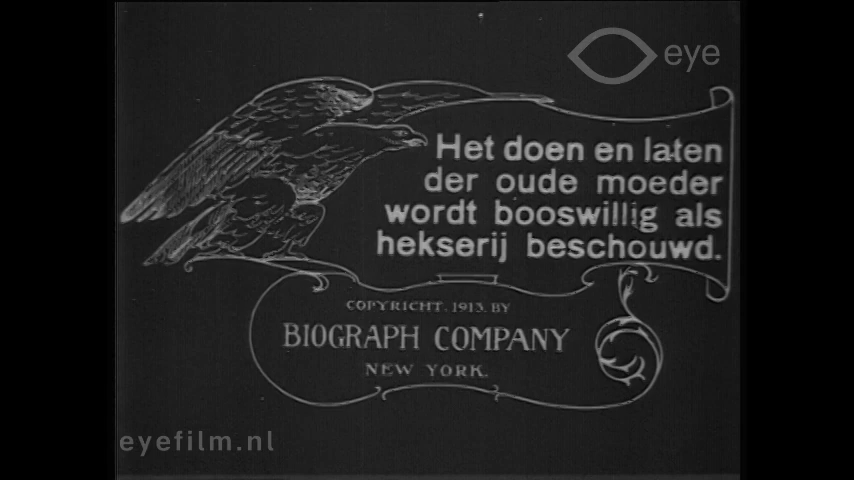 eye
Het doen en laten
der oude moeder
wordt booswillig als
hekserij beschouwd.
COPYRICHT. 1913. BY
BIOGRAPH COMPANY
NEW YORK.
eyefilm.nl